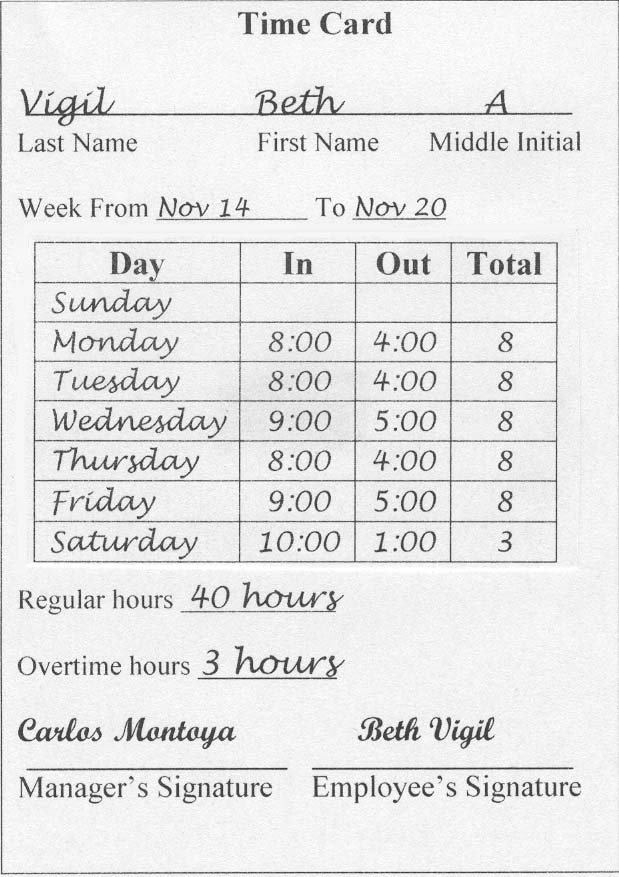 Time Card
Vigil Beth A
Last Name First Name Middle Initial
Week From Nov 14 To Nov 20
Day In Out Total
Sunday
Monday 8:00 4:00 8
Tuesday 8:00 4:00 8
Wednesday 9:00 5:00 8
Thursday 8:00 4:00 8
Friday 9:00 5:00 8
Saturday 10:00 1:00 3
Regular hours 40 hours
Overtime hours 3 hours
Carlos Montoya Beth Vigil
Manager's Signature Employee's Signature